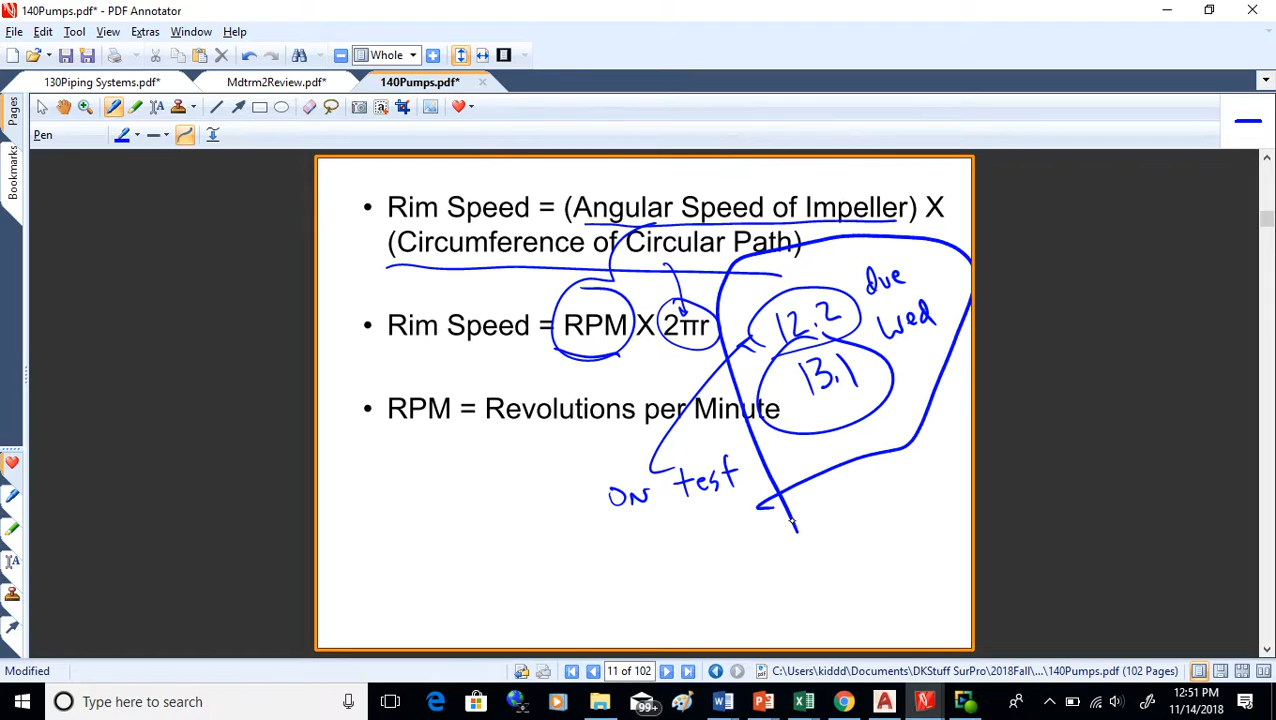 140Pumps.pdf* - PDF Annotator
File Edit Tool View Extras Window Help
Whole
130Piping Systems.pdf* Mdtrm2Review.pdf* 140Pumps.pdf*
Pen
Pages
Bookmarks
• Rim Speed = (Angular Speed of Impeller) X
(Circumference of Circular Path)
due
• Rim Speed = RPM X 2πr 12.2 wed
13.1
• RPM = Revolutions per Minute
on test
Modified 11 of 102 C:\Users\kiddd\Documents\DKStuff SurPro\2018Fall\...\140Pumps.pdf (102 Pages)
Type here to search 99+ 12:51 PM
11/14/2018